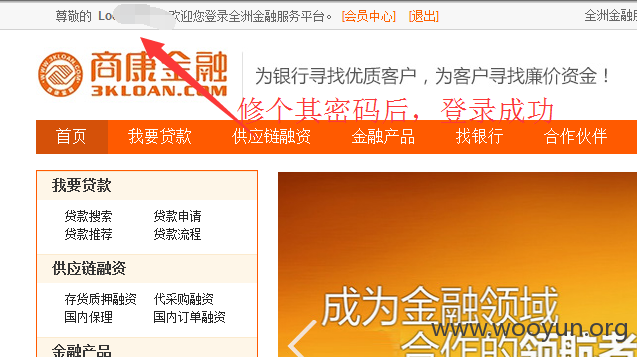 尊敬的 Lo 欢迎您登录全洲金融服务平台。 [会员中心] [退出] 全洲金融服务
商康金融
3KLOAN.COM
为银行寻找优质客户，为客户寻找廉价资金！
修个其密码后，登录成功
首页 我要贷款 供应链融资 金融产品 找银行 合作伙伴
我要贷款
贷款搜索 贷款申请
贷款推荐 贷款流程
供应链融资
存货质押融资 代采购融资
国内保理 国内订单融资
金融产品
成为金融领域
合作的领航者
www.wooyun.org